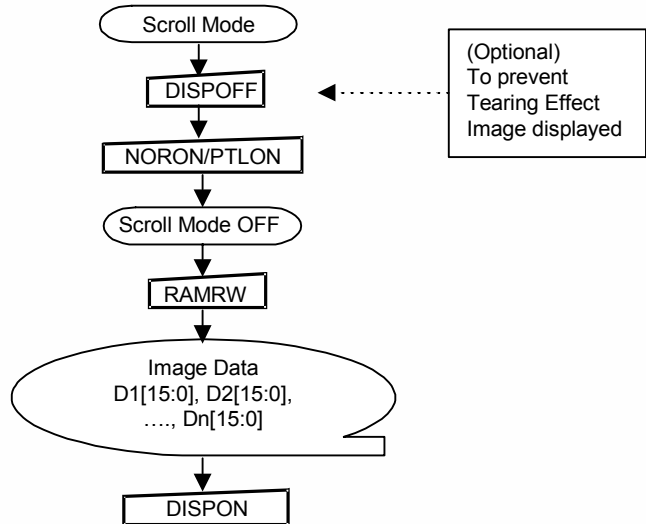 Scroll Mode
DISPOFF
(Optional)
To prevent
Tearing Effect
Image displayed
NORON/PTLON
Scroll Mode OFF
RAMRW
Image Data
D1[15:0], D2[15:0],
...., Dn[15:0]
DISPON